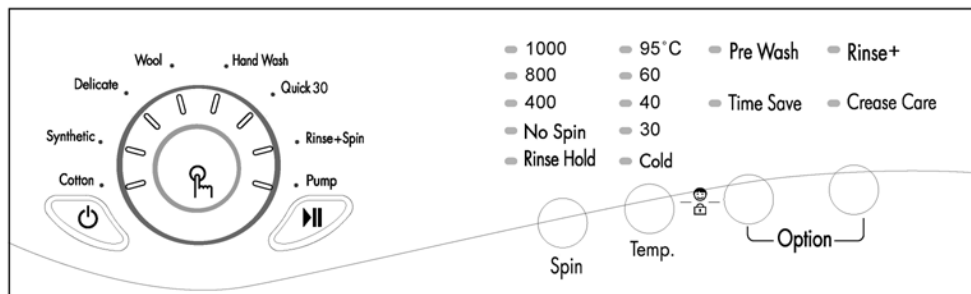 Wool
Hand Wash
Delicate
Quick 30
Synthetic
Rinse+Spin
Cotton
Pump
1000
800
400
No Spin
Rinse Hold
Spin
95°C
60
40
30
Cold
Temp.
Pre Wash
Time Save
Rinse+
Crease Care
Option